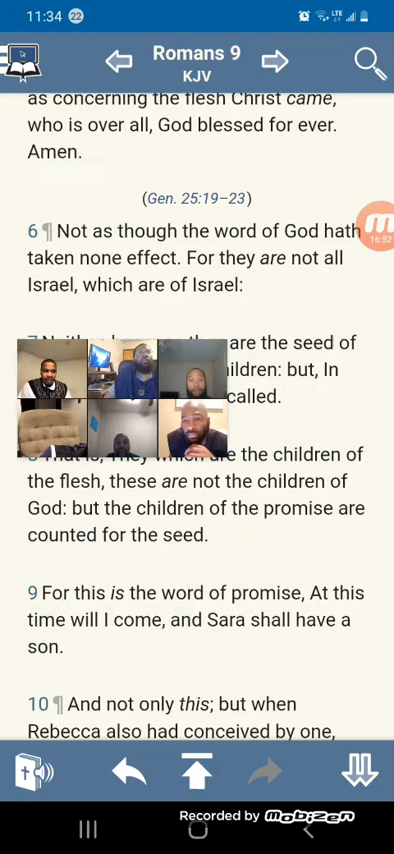 11:34 22 LTE
Romans 9
KJV
as concerning the flesh Christ came,
who is over all, God blessed for ever.
Amen.
(Gen. 25:19–23)
16:52
6 ¶ Not as though the word of God hath
taken none effect. For they are not all
Israel, which are of Israel:
7 are the seed of
but, In
called.
the children of
the flesh, these are not the children of
God: but the children of the promise are
counted for the seed.
9 For this is the word of promise, At this
time will I come, and Sara shall have a
son.
10 ¶ And not only this; but when
Rebecca also had conceived by one,
Recorded by mobizen